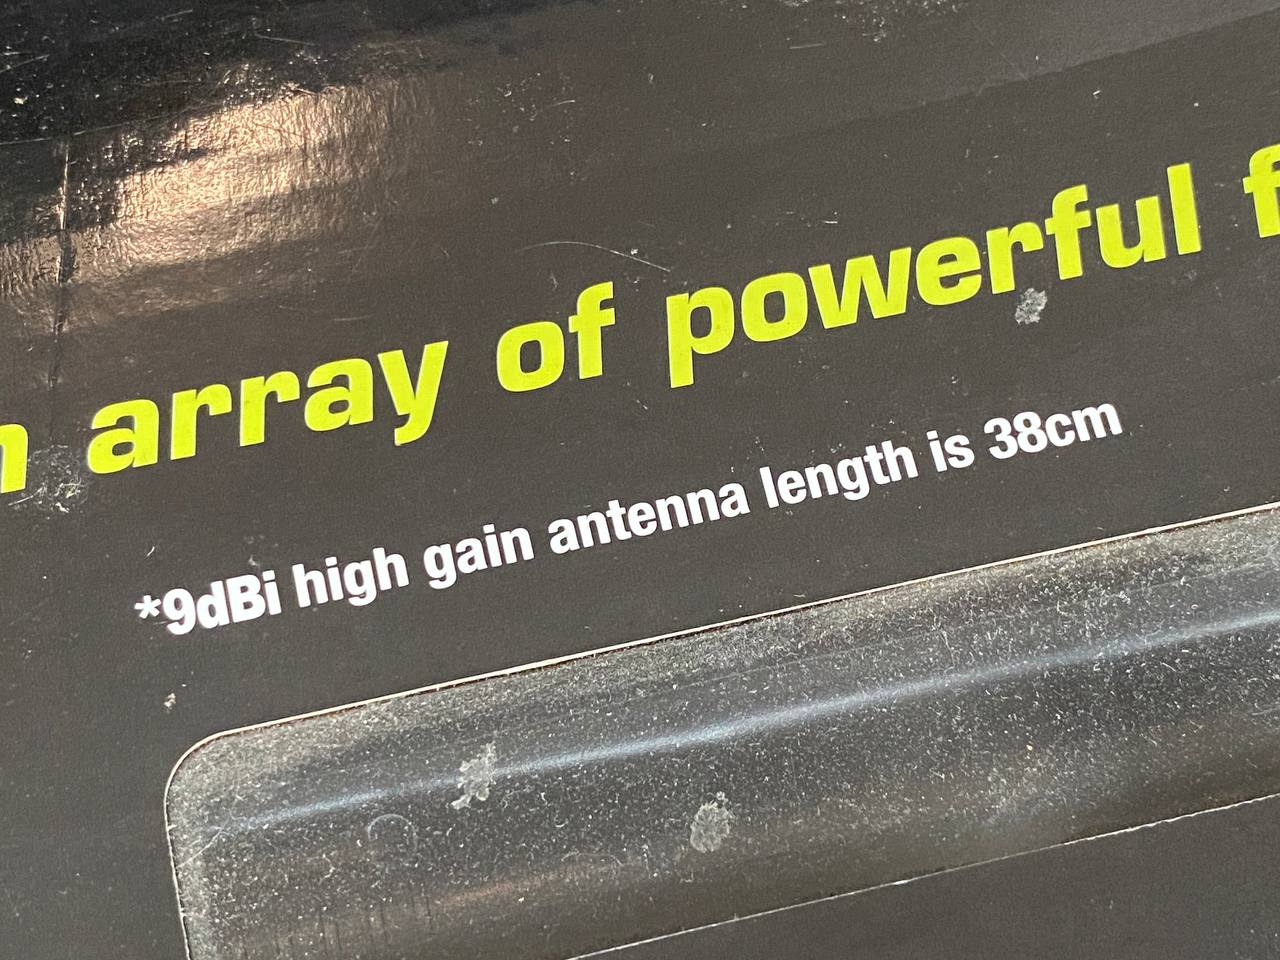 array of powerful
*9dBi high gain antenna length is 38cm